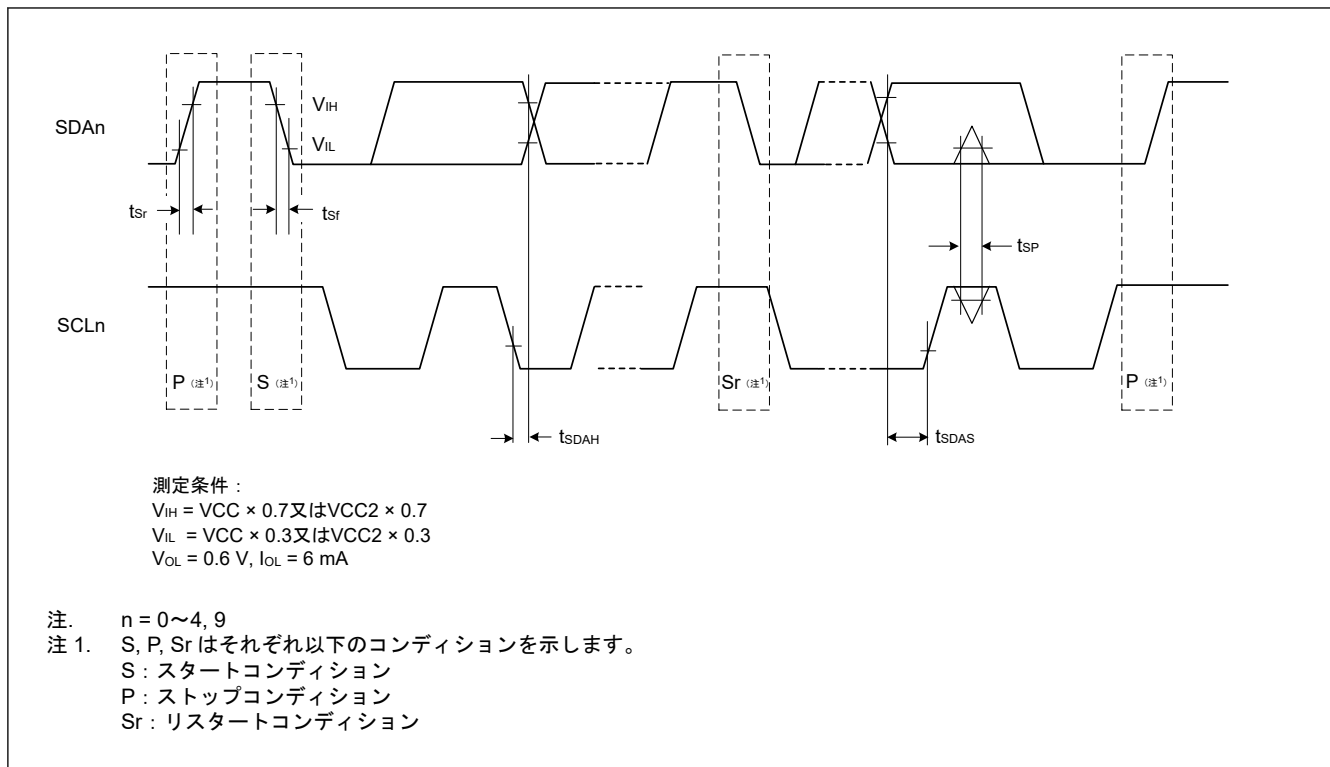 SDAn
VIH
VIL
tSr
tSf
tSP
SCLn
P（注1）
S（注1）
Sr（注1）
P（注1）
tSDAH
tSDAS
測定条件：
VIH = VCC × 0.7又はVCC2 × 0.7
VIL = VCC × 0.3又はVCC2 × 0.3
VOL = 0.6 V, IOL = 6 mA
注. n = 0～4, 9
注 1. S, P, Sr はそれぞれ以下のコンディションを示します。
S：スタートコンディション
P：ストップコンディション
Sr：リスタートコンディション